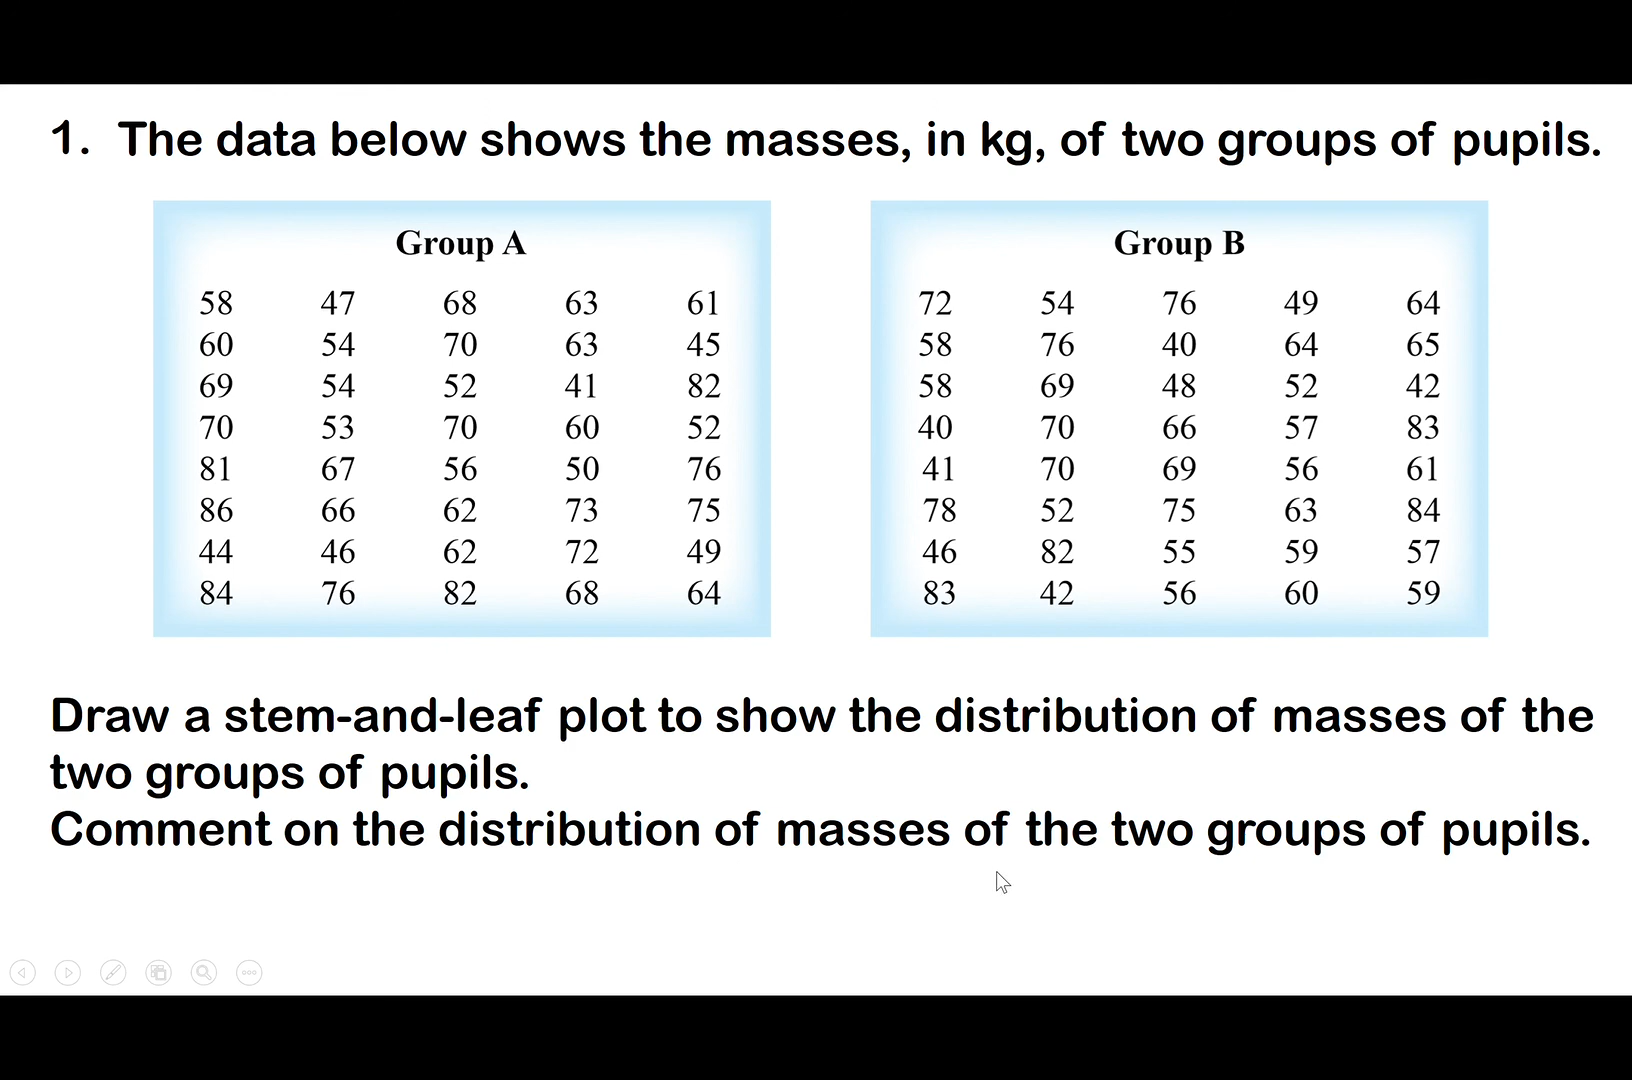 1. The data below shows the masses, in kg, of two groups of pupils.
Group A
58 47 68 63 61
60 54 70 63 45
69 54 52 41 82
70 53 70 60 52
81 67 56 50 76
86 66 62 73 75
44 46 62 72 49
84 76 82 68 64
Group B
72 54 76 49 64
58 76 40 64 65
58 69 48 52 42
40 70 66 57 83
41 70 69 56 61
78 52 75 63 84
46 82 55 59 57
83 42 56 60 59
Draw a stem-and-leaf plot to show the distribution of masses of the
two groups of pupils.
Comment on the distribution of masses of the two groups of pupils.